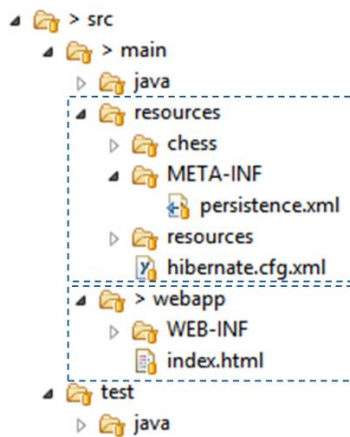 > src
> main
java
resources
chess
META-INF
persistence.xml
resources
hibernate.cfg.xml
> webapp
WEB-INF
index.html
test
java